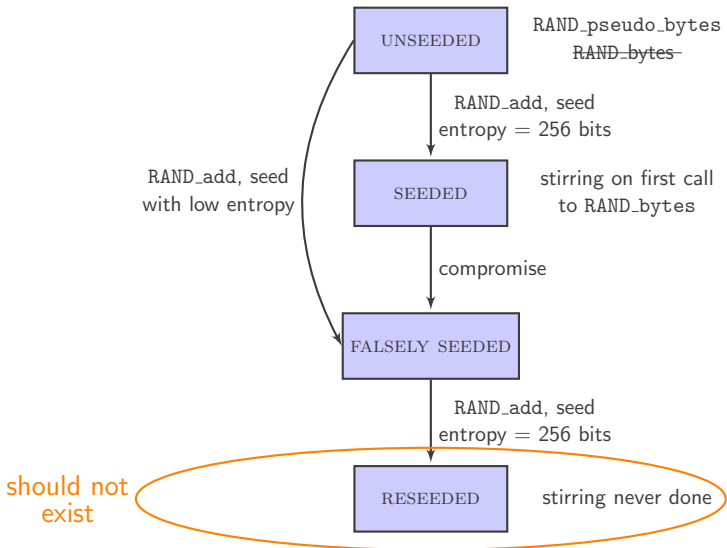 UNSEEDED
RAND_pseudo_bytes
RAND_bytes
RAND_add, seed
entropy = 256 bits
RAND_add, seed
with low entropy
SEEDED
stirring on first call
to RAND_bytes
compromise
FALSELY SEEDED
RAND_add, seed
entropy = 256 bits
should not
exist
RESEEDED
stirring never done